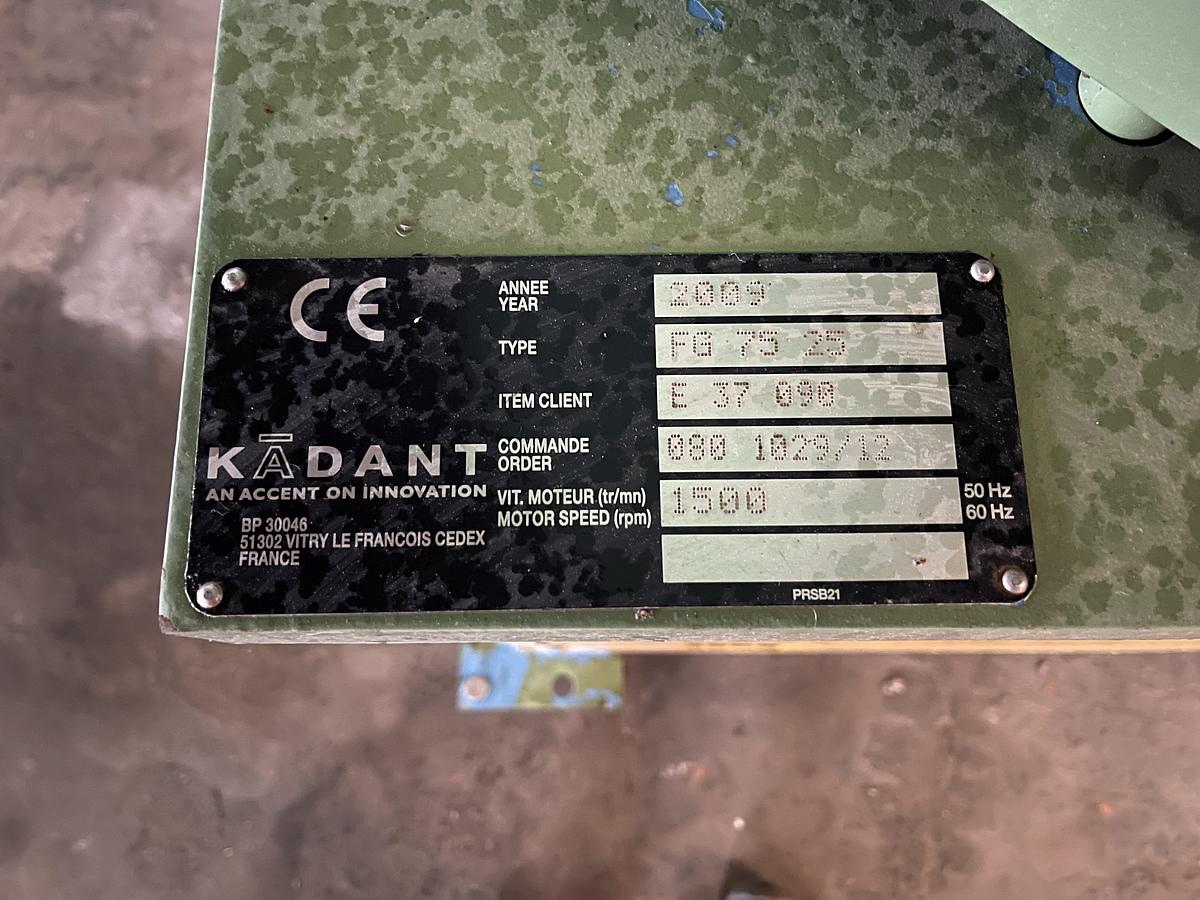 CE
ANNEE
YEAR
2009
TYPE
FG 75 25
ITEM CLIENT
E 37 090
KADANT
AN ACCENT ON INNOVATION
COMMANDE
ORDER
080 1029/12
VIT. MOTEUR (tr/mn)
MOTOR SPEED (rpm)
1500
50 Hz
60 Hz
BP 30046
51302 VITRY LE FRANCOIS CEDEX
FRANCE
PRSB21